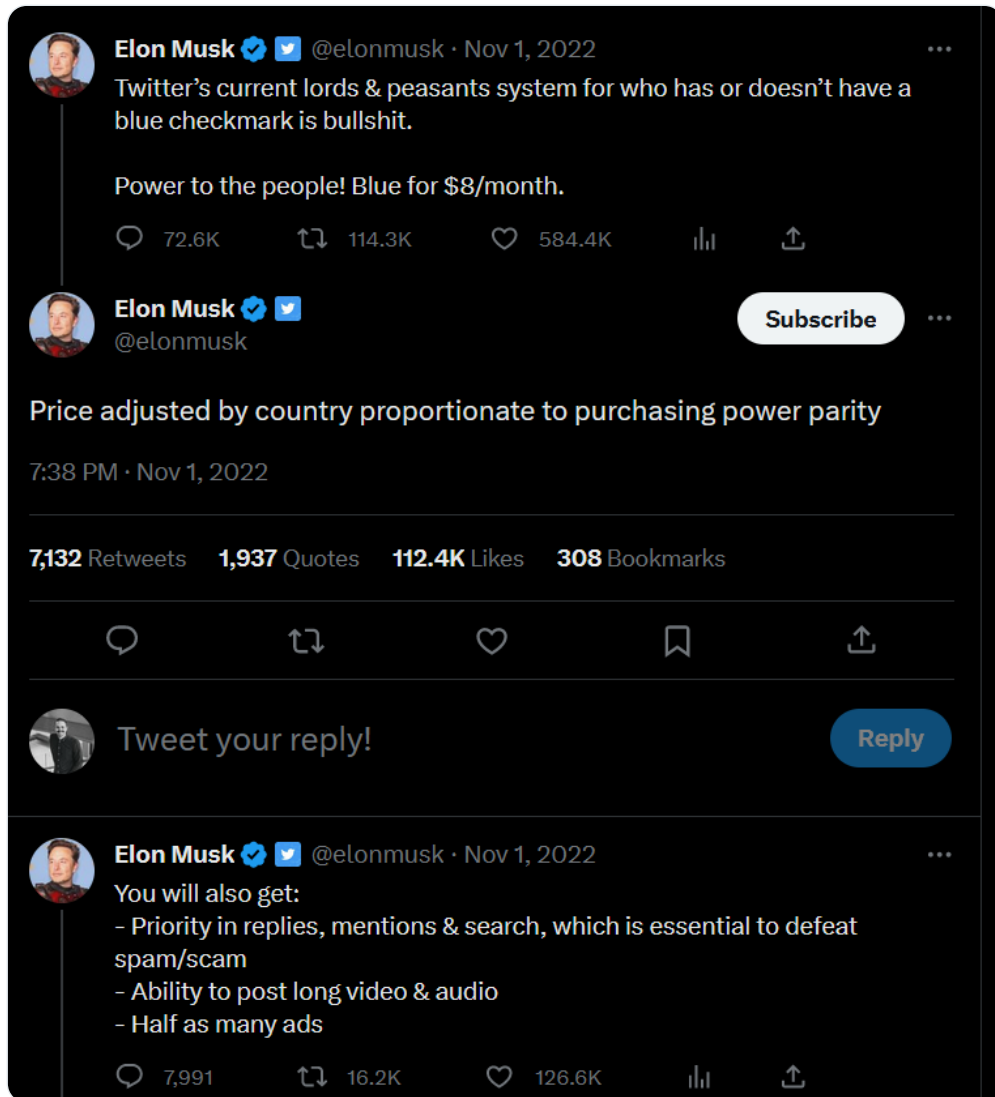 Elon Musk @elonmusk · Nov 1, 2022
Twitter’s current lords & peasants system for who has or doesn’t have a
blue checkmark is bullshit.
Power to the people! Blue for $8/month.
72.6K 114.3K 584.4K
Elon Musk
@elonmusk
Subscribe
Price adjusted by country proportionate to purchasing power parity
7:38 PM · Nov 1, 2022
7,132 Retweets 1,937 Quotes 112.4K Likes 308 Bookmarks
Tweet your reply!
Reply
Elon Musk @elonmusk · Nov 1, 2022
You will also get:
- Priority in replies, mentions & search, which is essential to defeat
spam/scam
- Ability to post long video & audio
- Half as many ads
7,991 16.2K 126.6K